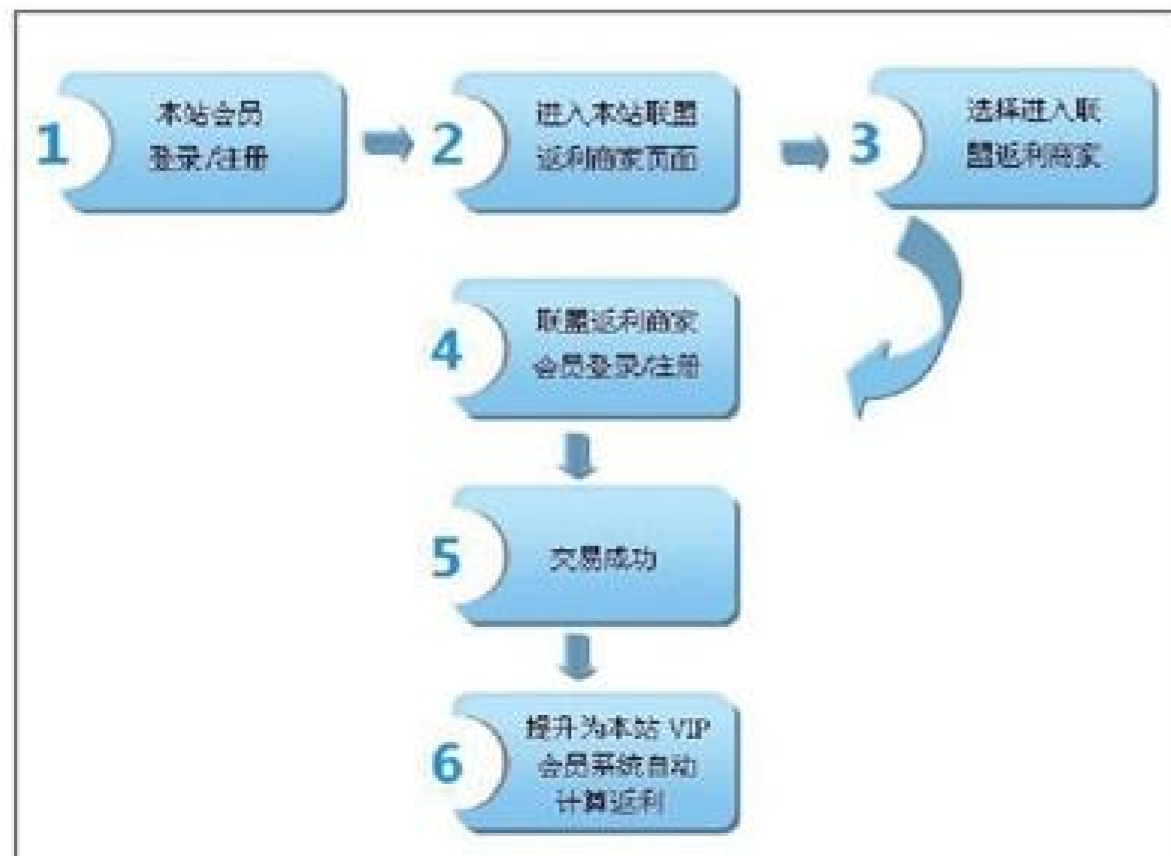 1
本站会员
登录/注册
2
进入本站联盟
返利商家页面
3
选择进入联
盟返利商家
4
联盟返利商家
会员登录/注册
5
交易成功
6
提升为本站 VIP
会员系统自动
计算返利